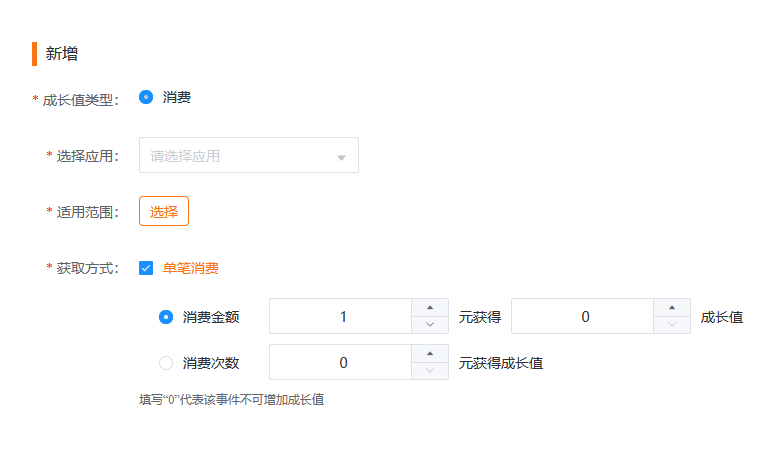 新增
* 成长值类型： 消费
* 选择应用： 请选择应用
* 适用范围： 选择
* 获取方式： 单笔消费
消费金额 1 元获得 0 成长值
消费次数 0 元获得成长值
填写“0”代表该事件不可增加成长值